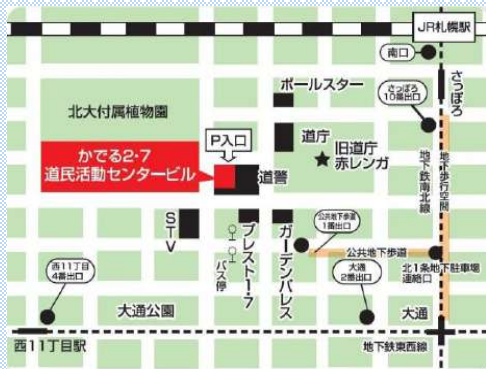 JR札幌駅
南口
さっぽろ
ポールスター
さっぽろ
10番出口
北大付属植物園
P入口
道庁
旧道庁
赤レンガ
かでる2・7
道民活動センタービル
道警
地下鉄南北線
地下歩行空間
STV
プレスト1・7
バス停
ガーデンパレス
公共地下歩道
1番出口
公共地下歩道
北1条地下駐車場
連絡口
西11丁目
4番出口
大通公園
大通
2番出口
大通
西11丁目駅
地下鉄東西線